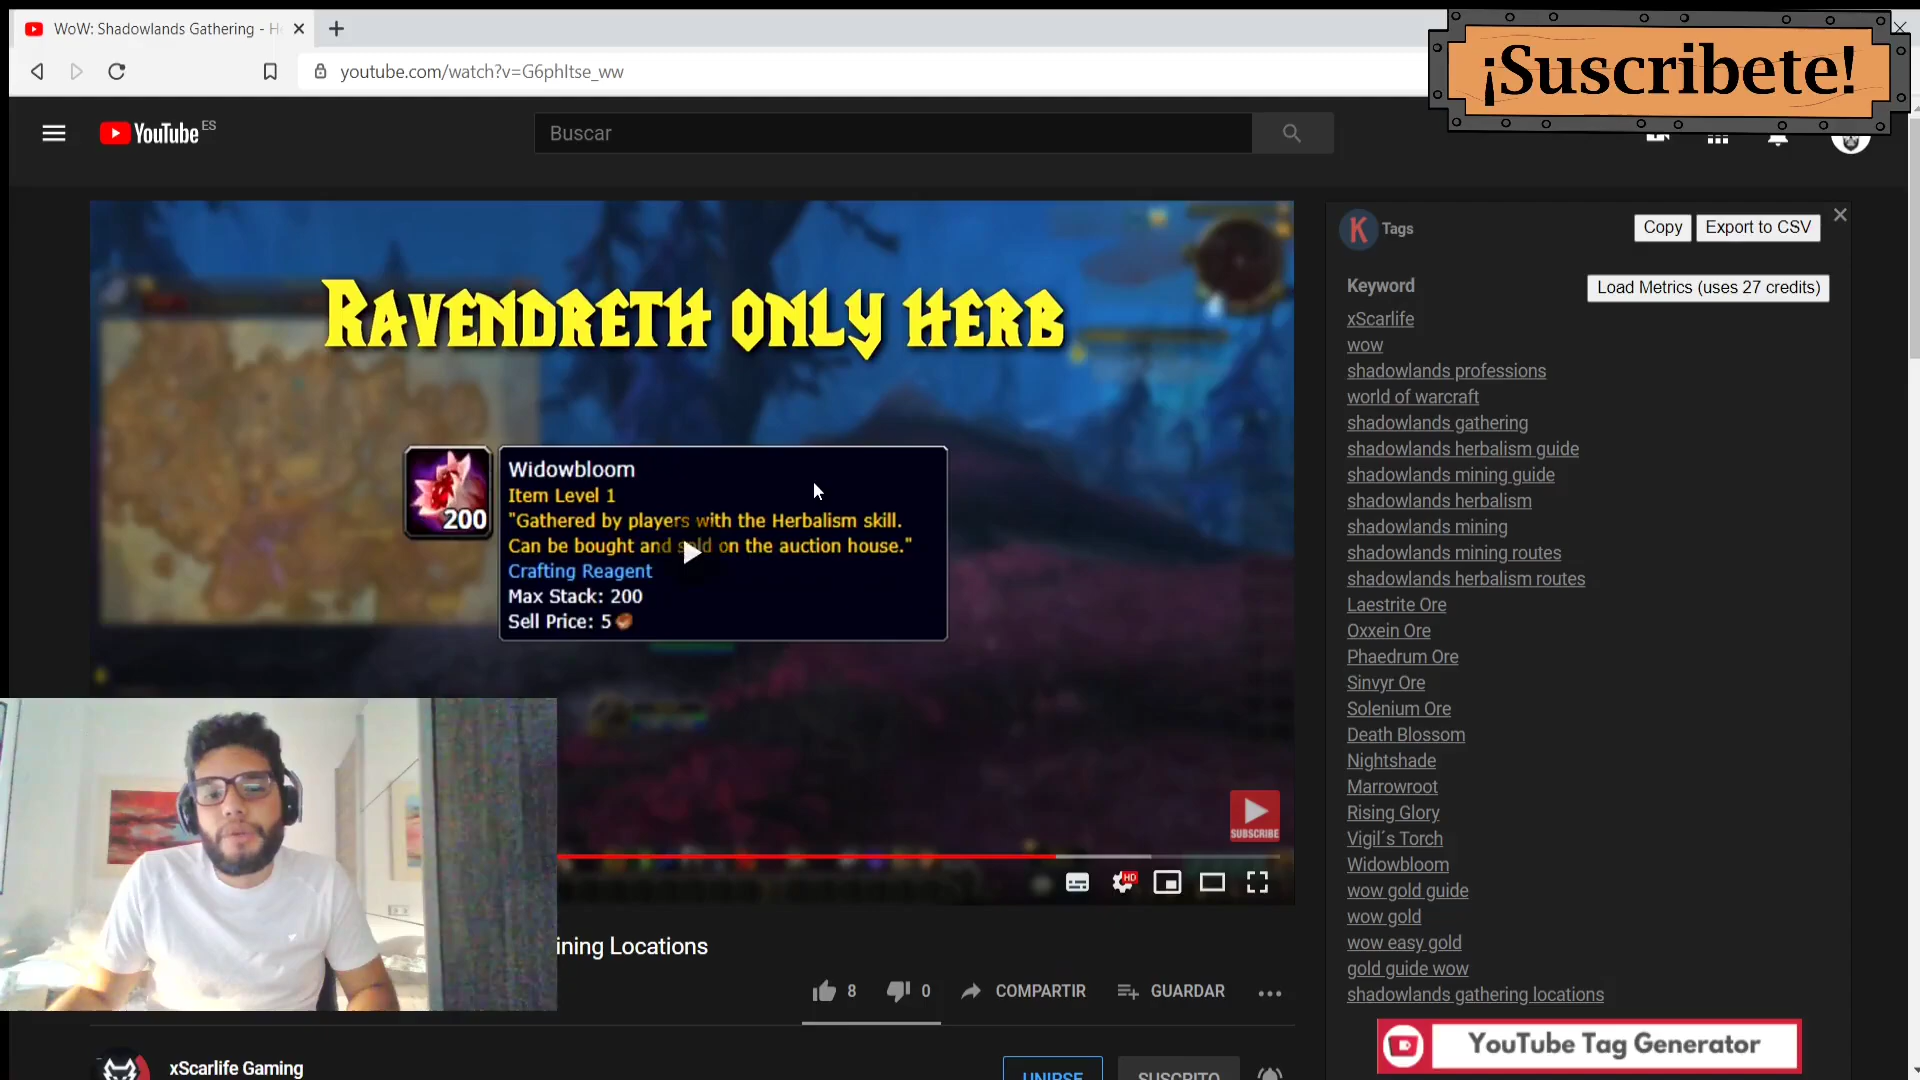 WoW: Shadowlands Gathering - He
youtube.com/watch?v=G6phItse_ww
¡Suscribete!
YouTube ES
Buscar
RAVENDRETH ONLY HERB
Widowbloom
Item Level 1
"Gathered by players with the Herbalism skill.
Can be bought and sold on the auction house."
Crafting Reagent
Max Stack: 200
Sell Price: 5
200
SUBSCRIBE
HD
ining Locations
8
0
COMPARTIR
GUARDAR
xScarlife Gaming
UNIRSE
SUSCRITO
K Tags
Copy
Export to CSV
Keyword
Load Metrics (uses 27 credits)
xScarlife
wow
shadowlands professions
world of warcraft
shadowlands gathering
shadowlands herbalism guide
shadowlands mining guide
shadowlands herbalism
shadowlands mining
shadowlands mining routes
shadowlands herbalism routes
Laestrite Ore
Oxxein Ore
Phaedrum Ore
Sinvyr Ore
Solenium Ore
Death Blossom
Nightshade
Marrowroot
Rising Glory
Vigil´s Torch
Widowbloom
wow gold guide
wow gold
wow easy gold
gold guide wow
shadowlands gathering locations
YouTube Tag Generator